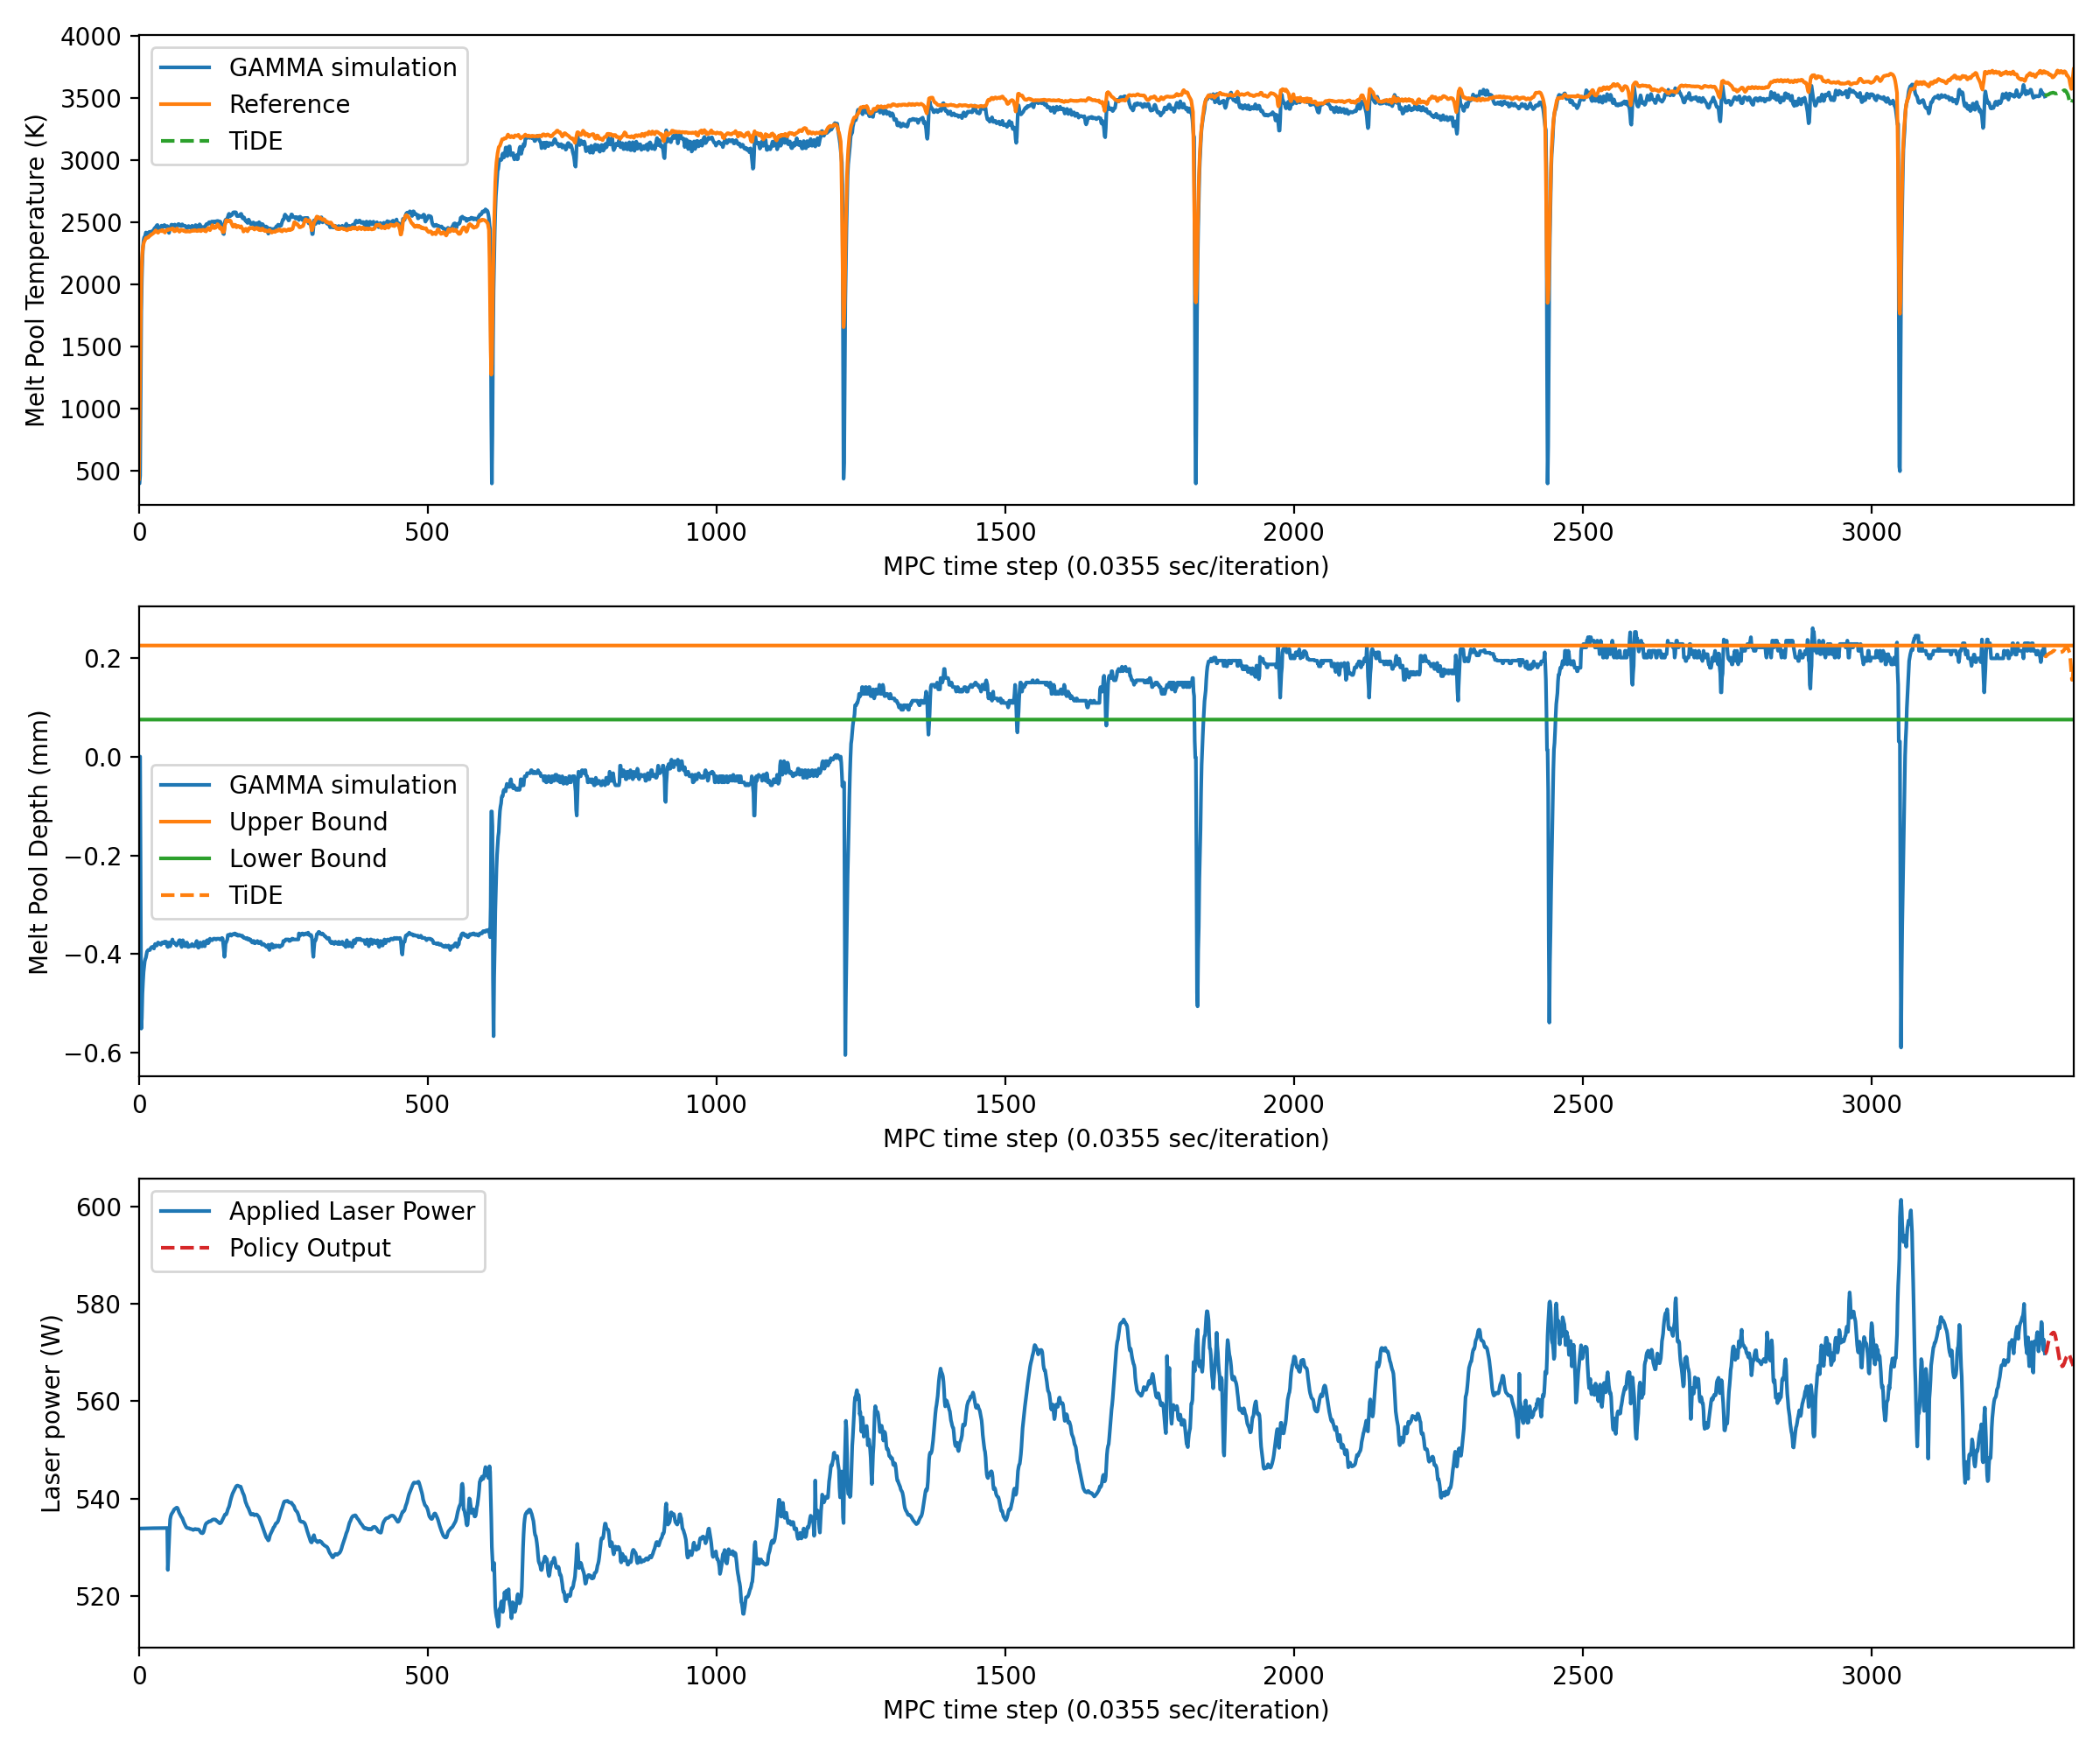 4000
3500
3000
2500
2000
1500
1000
500
Melt Pool Temperature (K)
GAMMA simulation
Reference
TiDE
0 500 1000 1500 2000 2500 3000
MPC time step (0.0355 sec/iteration)
0.2
0.0
−0.2
−0.4
−0.6
Melt Pool Depth (mm)
GAMMA simulation
Upper Bound
Lower Bound
TiDE
0 500 1000 1500 2000 2500 3000
MPC time step (0.0355 sec/iteration)
600
580
560
540
520
Laser power (W)
Applied Laser Power
Policy Output
0 500 1000 1500 2000 2500 3000
MPC time step (0.0355 sec/iteration)